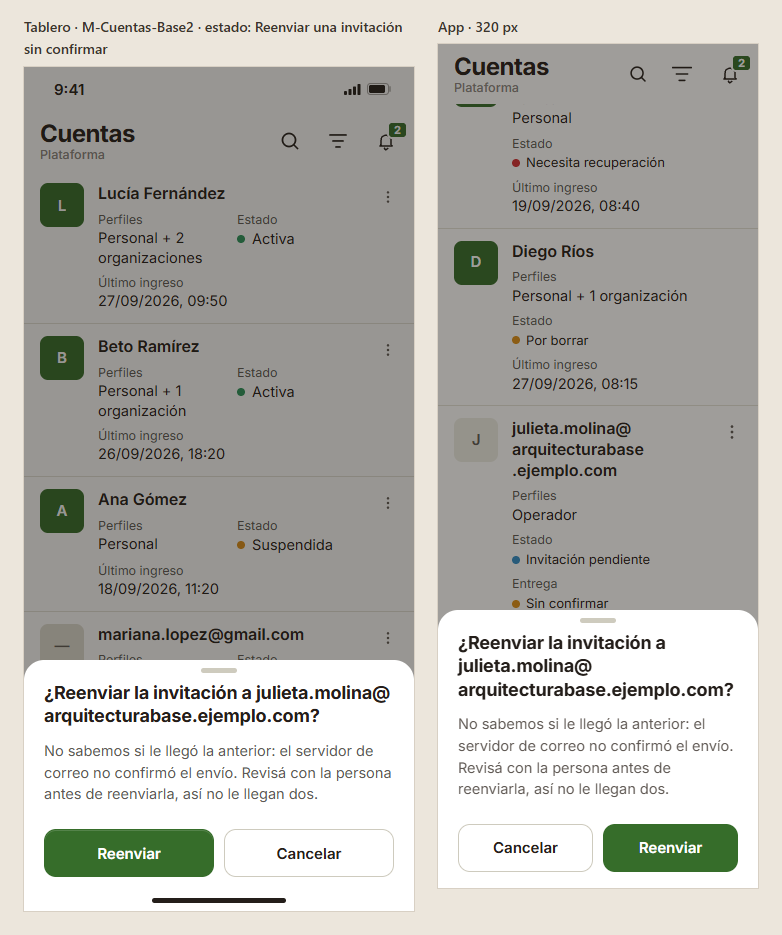 Tablero · M-Cuentas-Base2 · estado: Reenviar una invitación
sin confirmar
9:41
Cuentas
Plataforma
2
L
Lucía Fernández
Perfiles
Estado
Personal + 2
organizaciones
Activa
Último ingreso
27/09/2026, 09:50
B
Beto Ramírez
Perfiles
Estado
Personal + 1
organización
Activa
Último ingreso
26/09/2026, 18:20
A
Ana Gómez
Perfiles
Estado
Personal
Suspendida
Último ingreso
18/09/2026, 11:20
—
mariana.lopez@gmail.com
Perfiles
Estado
¿Reenviar la invitación a julieta.molina@
arquitecturabase.ejemplo.com?
No sabemos si le llegó la anterior: el servidor de
correo no confirmó el envío. Revisá con la persona
antes de reenviarla, así no le llegan dos.
Reenviar
Cancelar
App · 320 px
Cuentas
Plataforma
2
Personal
Estado
Necesita recuperación
Último ingreso
19/09/2026, 08:40
D
Diego Ríos
Perfiles
Personal + 1 organización
Estado
Por borrar
Último ingreso
27/09/2026, 08:15
J
julieta.molina@
arquitecturabase
.ejemplo.com
Perfiles
Operador
Estado
Invitación pendiente
Entrega
Sin confirmar
¿Reenviar la invitación a
julieta.molina@
arquitecturabase.ejemplo.com?
No sabemos si le llegó la anterior: el
servidor de correo no confirmó el envío.
Revisá con la persona antes de
reenviarla, así no le llegan dos.
Cancelar
Reenviar